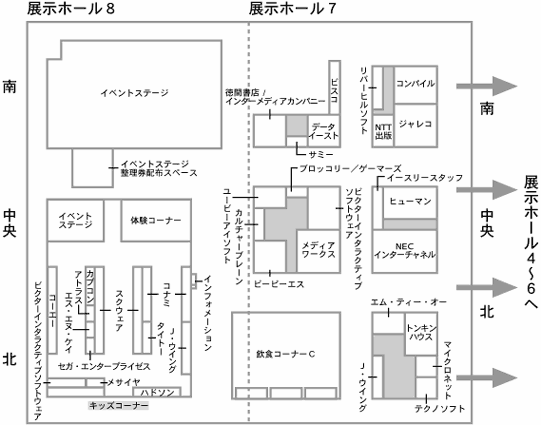 展示ホール8
展示ホール7
南
中央
北
イベントステージ
イベントステージ
整理券配布スペース
イベント
ステージ
体験コーナー
コーエー
カプコン
アトラス
エス・エヌ・ケイ
スクウェア
コナミ
タイトー
J・ウイング
インフォメーション
ビクターインタラクティブソフトウェア
セガ・エンタープライゼス
メサイヤ
ハドソン
キッズコーナー
徳間書店/
インターメディアカンパニー
ビスコ
データ
イースト
サミー
リバーヒルソフト
コンパイル
NTT
出版
ジャレコ
ブロッコリー/ゲーマーズ
ユービーアイソフト
カルチャーブレーン
メディア
ワークス
ビクターインタラクティブ
ソフトウェア
ビーピーエス
イースリースタッフ
ヒューマン
NEC
インターチャネル
飲食コーナーC
エム・ティー・オー
トンキン
ハウス
マイクロネット
J・ウイング
テクノソフト
南
中央
北
展示ホール4~6へ